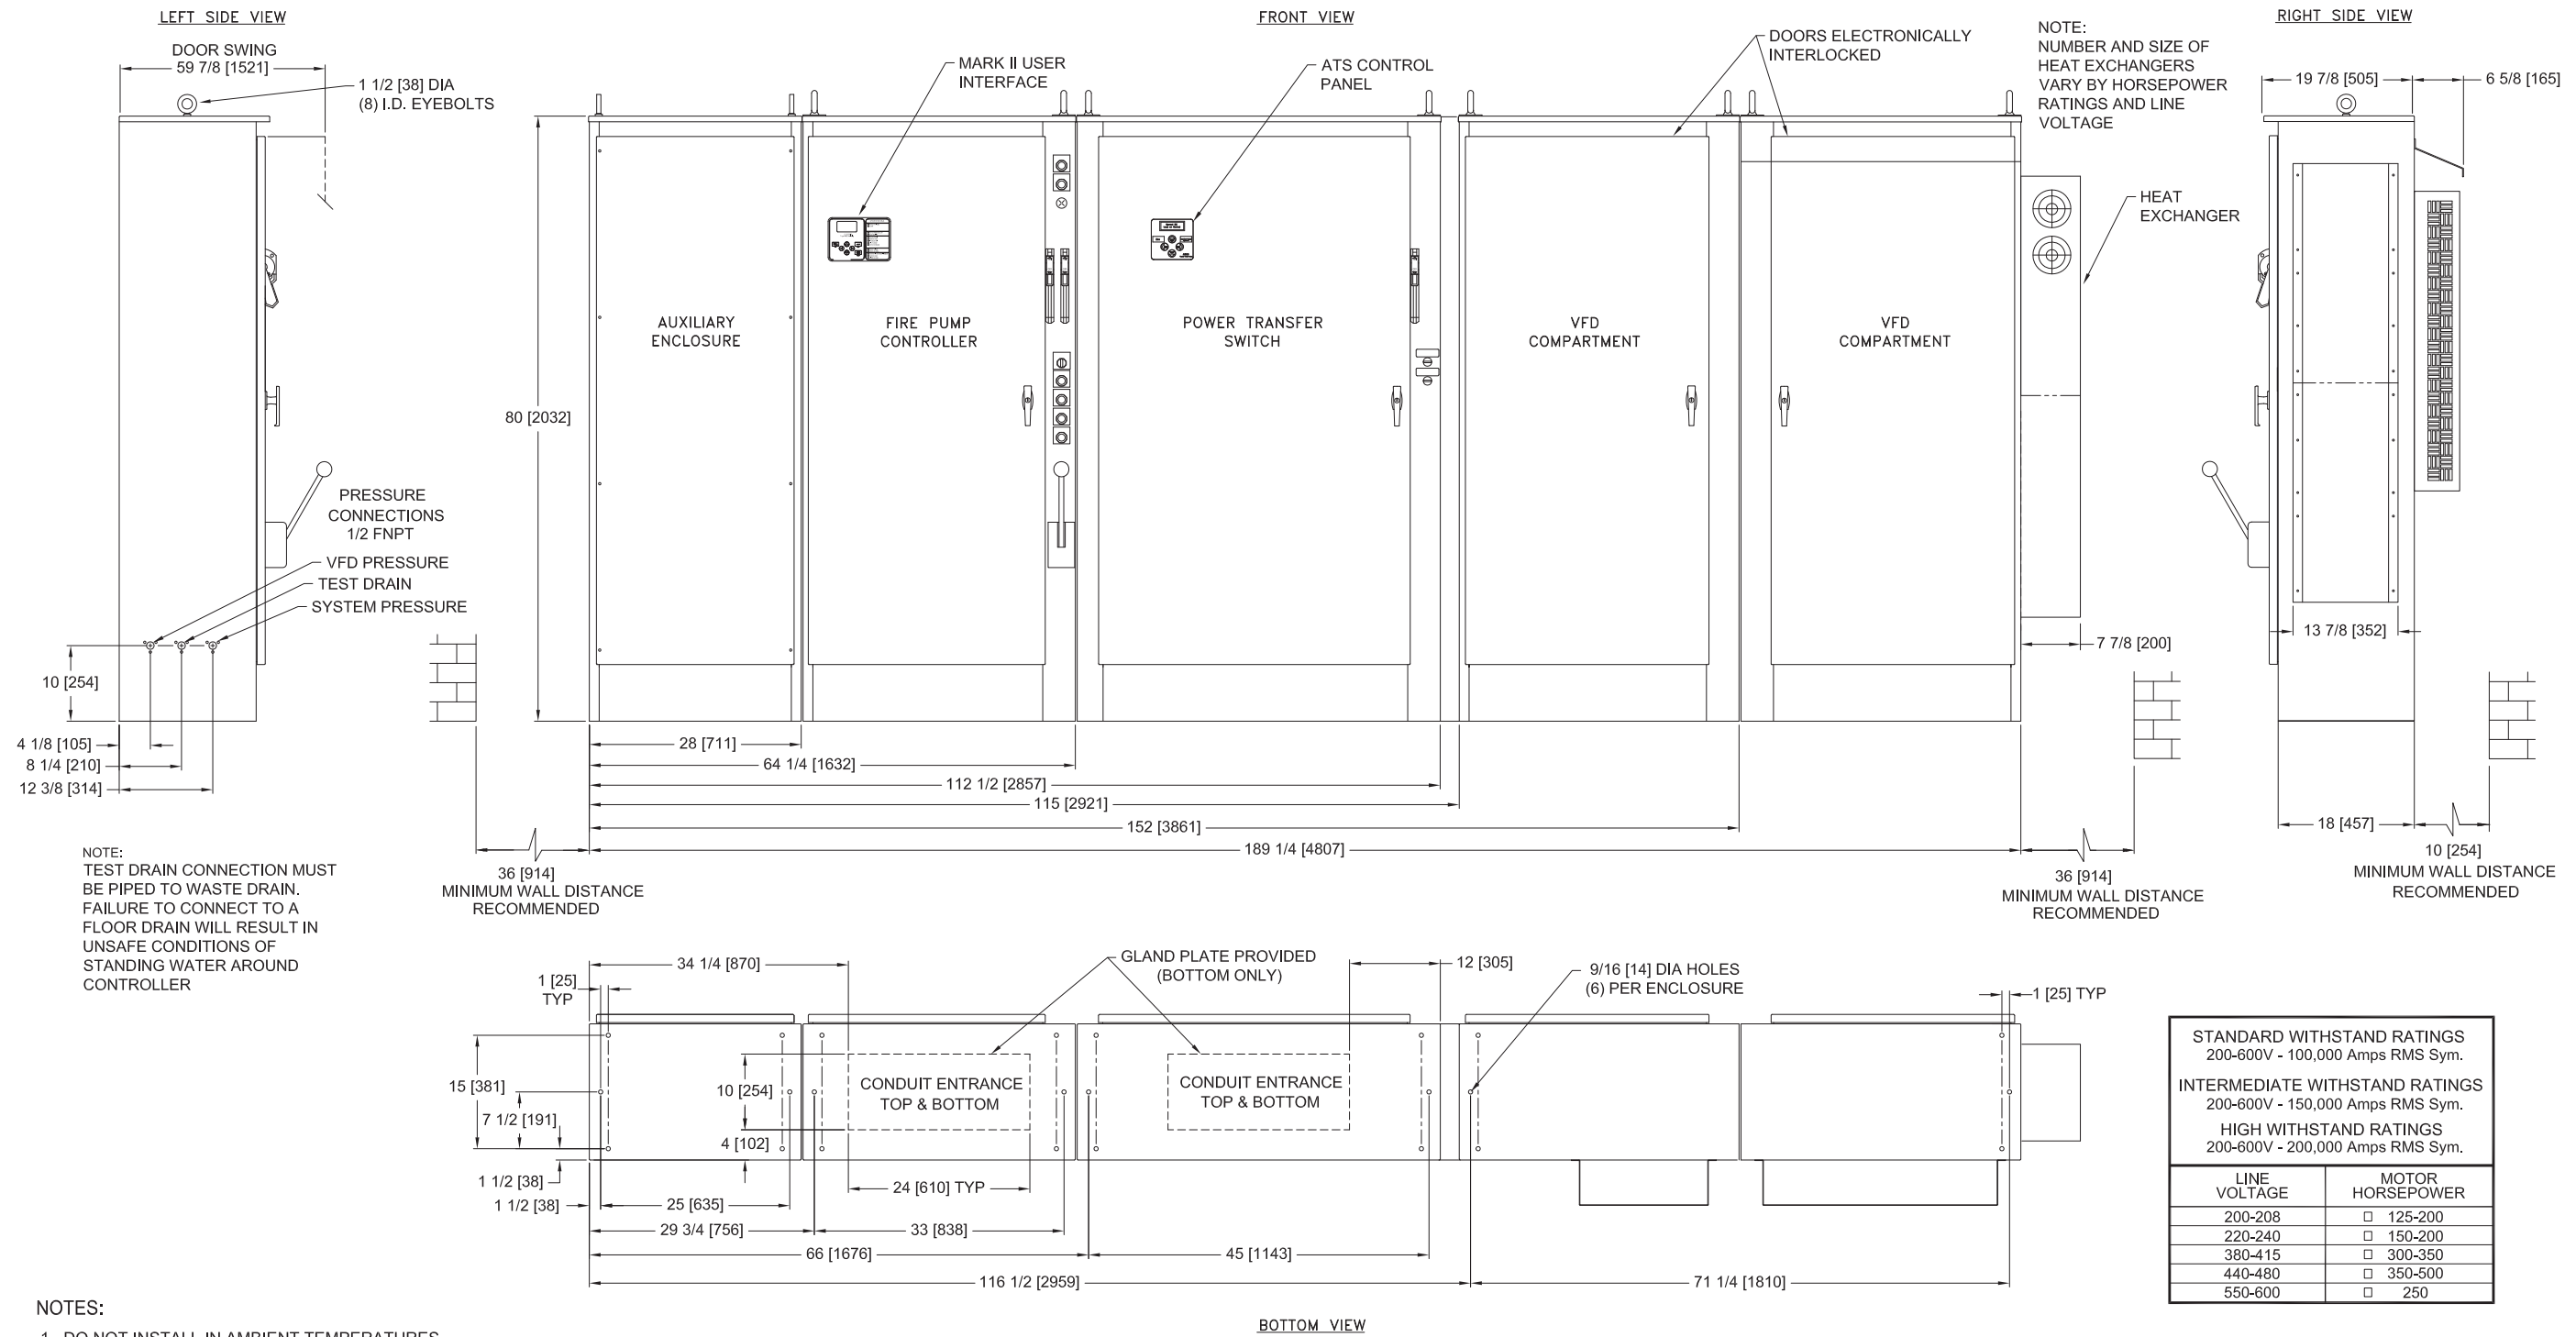 LEFT SIDE VIEW
FRONT VIEW
RIGHT SIDE VIEW
DOOR SWING
59 7/8 [1521]
1 1/2 [38] DIA
(8) I.D. EYEBOLTS
MARK II USER
INTERFACE
ATS CONTROL
PANEL
DOORS ELECTRONICALLY
INTERLOCKED
NOTE:
NUMBER AND SIZE OF
HEAT EXCHANGERS
VARY BY HORSEPOWER
RATINGS AND LINE
VOLTAGE
19 7/8 [505]
6 5/8 [165]
HEAT
EXCHANGER
AUXILIARY
ENCLOSURE
FIRE PUMP
CONTROLLER
POWER TRANSFER
SWITCH
VFD
COMPARTMENT
VFD
COMPARTMENT
80 [2032]
PRESSURE
CONNECTIONS
1/2 FNPT
VFD PRESSURE
TEST DRAIN
SYSTEM PRESSURE
10 [254]
4 1/8 [105]
8 1/4 [210]
12 3/8 [314]
13 7/8 [352]
7 7/8 [200]
28 [711]
64 1/4 [1632]
112 1/2 [2857]
115 [2921]
152 [3861]
189 1/4 [4807]
18 [457]
36 [914]
MINIMUM WALL DISTANCE
RECOMMENDED
36 [914]
MINIMUM WALL DISTANCE
RECOMMENDED
10 [254]
MINIMUM WALL DISTANCE
RECOMMENDED
NOTE:
TEST DRAIN CONNECTION MUST
BE PIPED TO WASTE DRAIN.
FAILURE TO CONNECT TO A
FLOOR DRAIN WILL RESULT IN
UNSAFE CONDITIONS OF
STANDING WATER AROUND
CONTROLLER
34 1/4 [870]
GLAND PLATE PROVIDED
(BOTTOM ONLY)
12 [305]
9/16 [14] DIA HOLES
(6) PER ENCLOSURE
1 [25]
TYP
1 [25] TYP
15 [381]
7 1/2 [191]
10 [254]
4 [102]
CONDUIT ENTRANCE
TOP & BOTTOM
CONDUIT ENTRANCE
TOP & BOTTOM
1 1/2 [38]
1 1/2 [38]
24 [610] TYP
25 [635]
29 3/4 [756]
33 [838]
66 [1676]
45 [1143]
116 1/2 [2959]
71 1/4 [1810]
STANDARD WITHSTAND RATINGS
200-600V - 100,000 Amps RMS Sym.
INTERMEDIATE WITHSTAND RATINGS
200-600V - 150,000 Amps RMS Sym.
HIGH WITHSTAND RATINGS
200-600V - 200,000 Amps RMS Sym.
LINE VOLTAGE MOTOR HORSEPOWER
200-208 □ 125-200
220-240 □ 150-200
380-415 □ 300-350
440-480 □ 350-500
550-600 □ 250
NOTES:
1. DO NOT INSTALL IN AMBIENT TEMPERATURES
BOTTOM VIEW